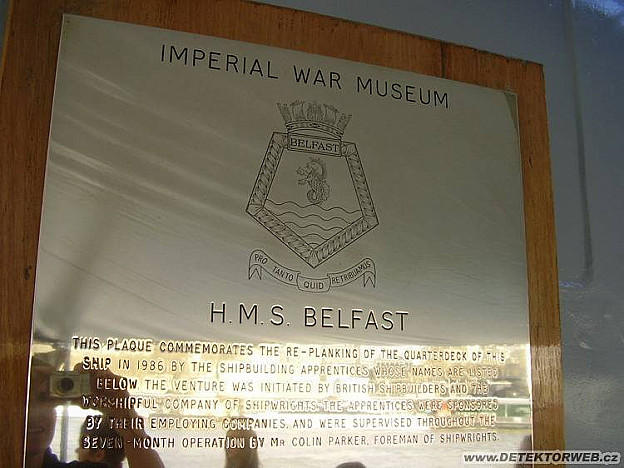 IMPERIAL WAR MUSEUM
BELFAST
PRO TANTO QUID RETRIBUAMUS
H.M.S. BELFAST
THIS PLAQUE COMMEMORATES THE RE-PLANKING OF THE QUARTERDECK OF THIS
SHIP IN 1986 BY THE SHIPBUILDING APPRENTICES WHOSE NAMES ARE LISTED
BELOW THE VENTURE WAS INITIATED BY BRITISH SHIPBUILDERS AND THE
WORSHIPFUL COMPANY OF SHIPWRIGHTS. THE APPRENTICES WERE SPONSORED
BY THEIR EMPLOYING COMPANIES, AND WERE SUPERVISED THROUGHOUT THE
SEVEN-MONTH OPERATION BY MR COLIN PARKER, FOREMAN OF SHIPWRIGHTS.
© WWW.DETEKTORWEB.CZ